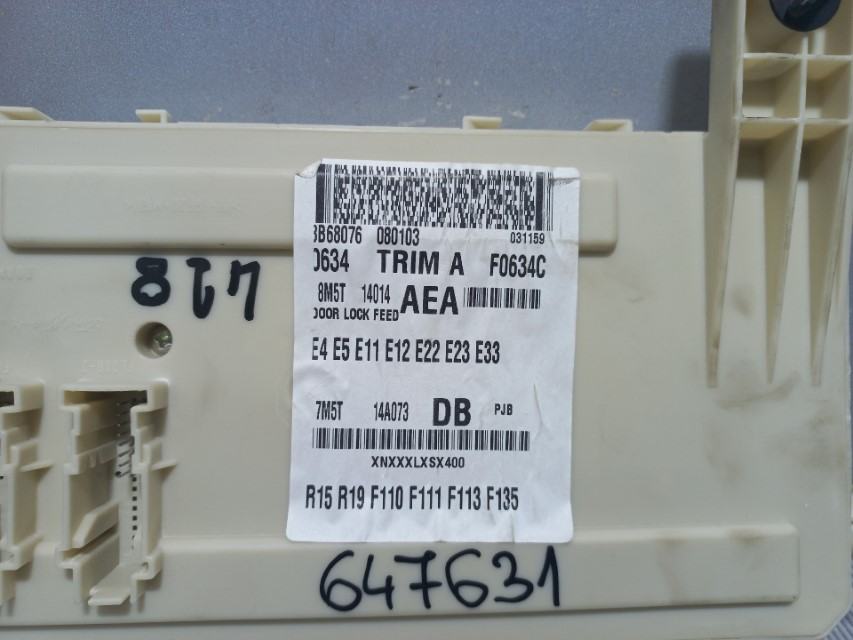 3B68076 080103 031159
0634 TRIM A F0634C
8M5T 14014 AEA
DOOR LOCK FEED
E4 E5 E11 E12 E22 E23 E33
7M5T 14A073 DB PJB
XNXXXLXSX400
R15 R19 F110 F111 F113 F135
647631
428